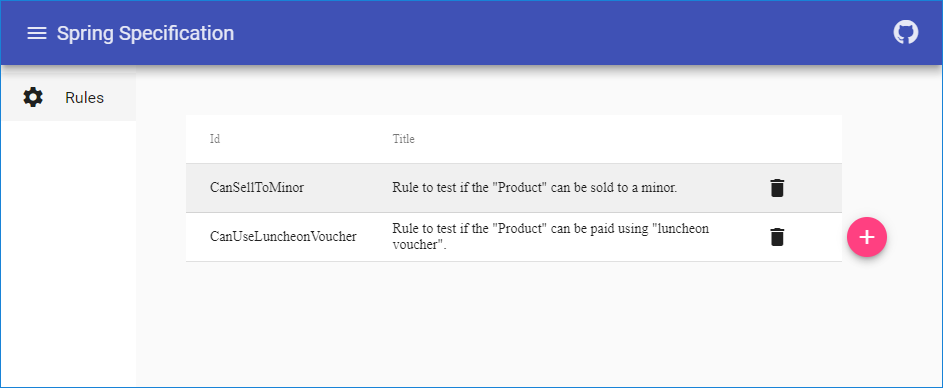 Spring Specification
Rules
Id Title
CanSellToMinor Rule to test if the "Product" can be sold to a minor.
CanUseLuncheonVoucher Rule to test if the "Product" can be paid using "luncheon
voucher".